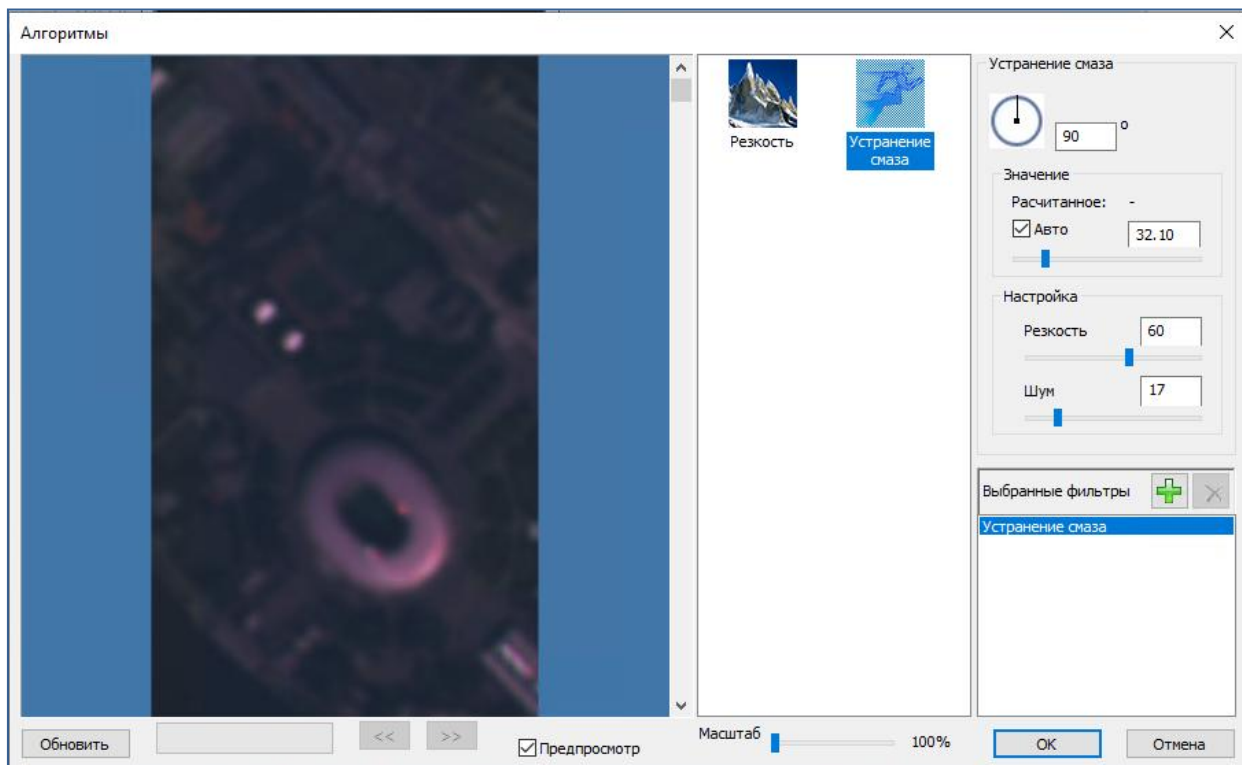 Алгоритмы
Резкость
Устранение
смаза
Устранение смаза
90 °
Значение
Расчитанное: -
Авто 32.10
Настройка
Резкость 60
Шум 17
Выбранные фильтры
Устранение смаза
Обновить << >> Предпросмотр Масштаб 100% ОК Отмена